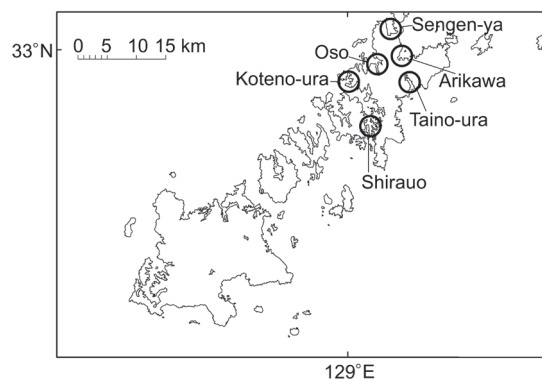 Sengen-ya
33°N
0 5 10 15 km
Oso
Koteno-ura
Arikawa
Taino-ura
Shirauo
129°E